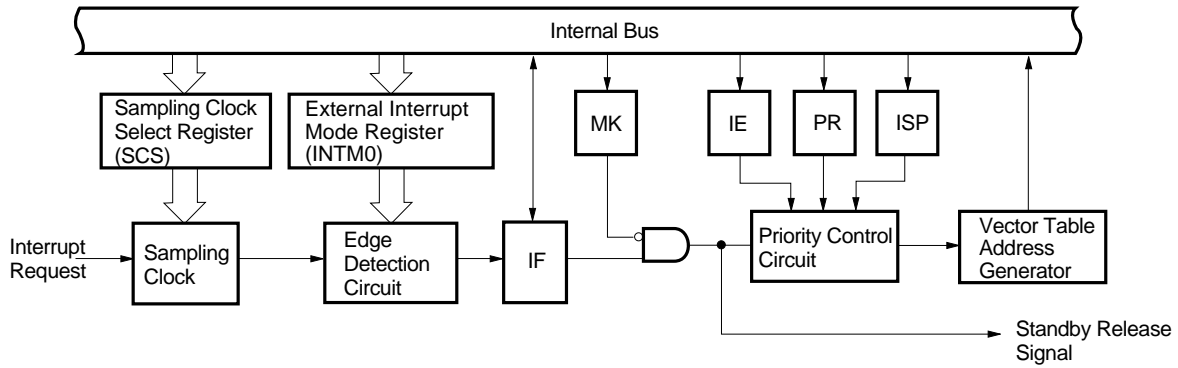 Internal Bus
Sampling Clock
Select Register
(SCS)
External Interrupt
Mode Register
(INTM0)
MK
IE
PR
ISP
Interrupt
Request
Sampling
Clock
Edge
Detection
Circuit
IF
Priority Control
Circuit
Vector Table
Address
Generator
Standby Release
Signal